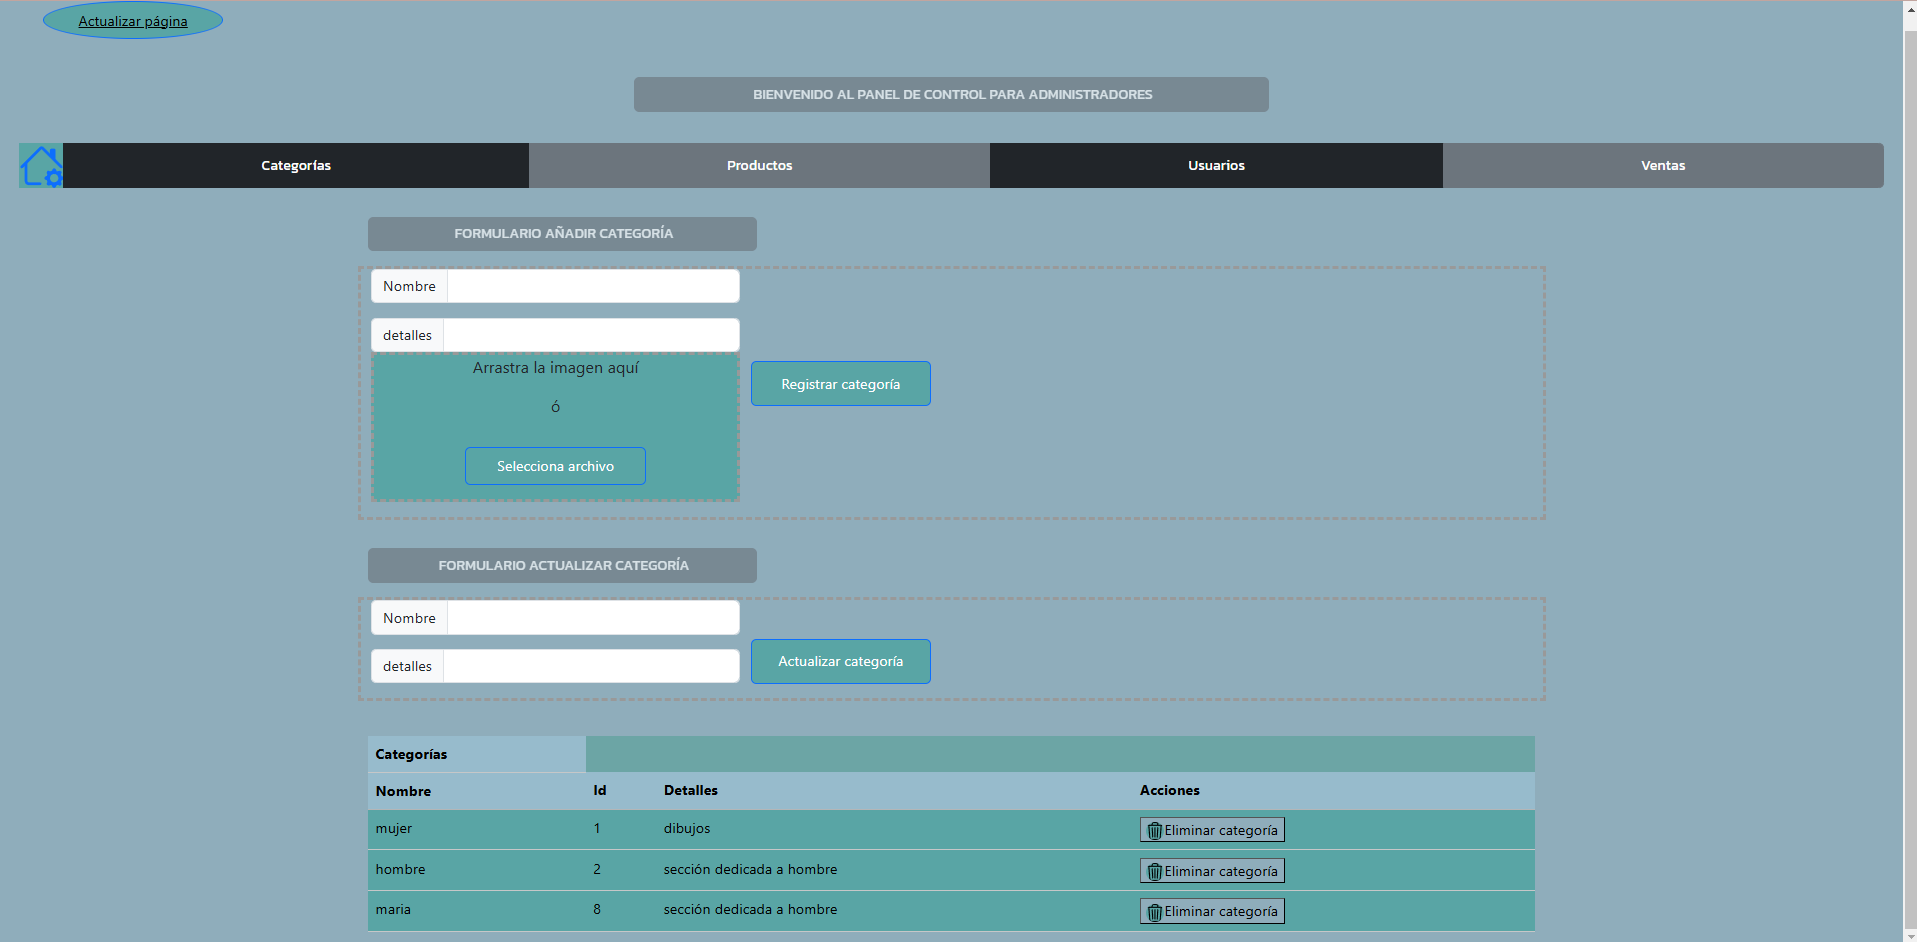 Actualizar página
BIENVENIDO AL PANEL DE CONTROL PARA ADMINISTRADORES
Categorías Productos Usuarios Ventas
FORMULARIO AÑADIR CATEGORÍA
Nombre
detalles
Arrastra la imagen aquí
ó
Selecciona archivo
Registrar categoría
FORMULARIO ACTUALIZAR CATEGORÍA
Nombre
detalles
Actualizar categoría
Categorías
Nombre Id Detalles Acciones
mujer 1 dibujos Eliminar categoría
hombre 2 sección dedicada a hombre Eliminar categoría
maria 8 sección dedicada a hombre Eliminar categoría